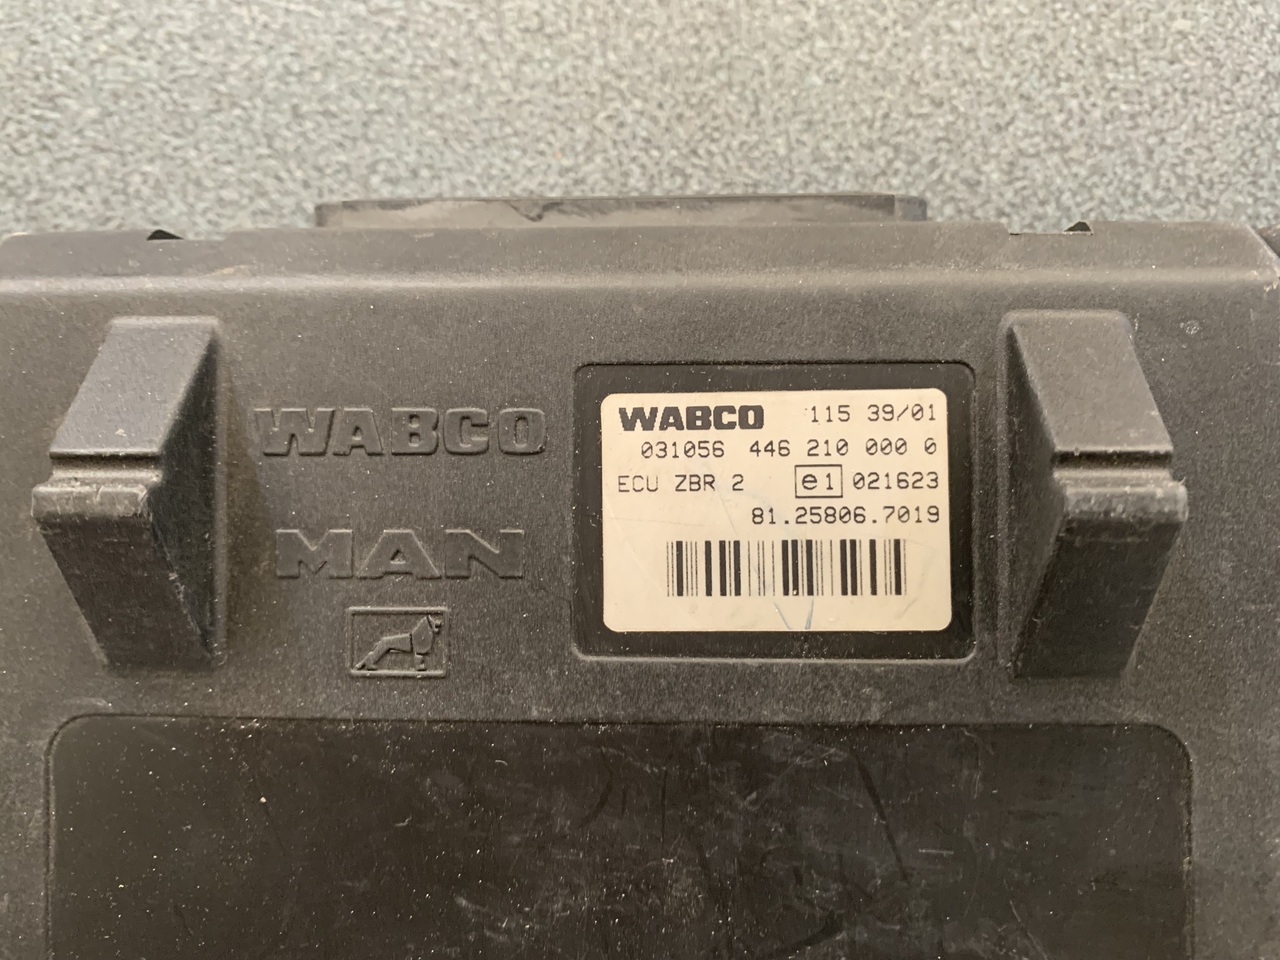 WABCO
MAN
WABCO 115 39/01
031056 446 210 000 0
ECU ZBR 2 e1 021623
81.25806.7019